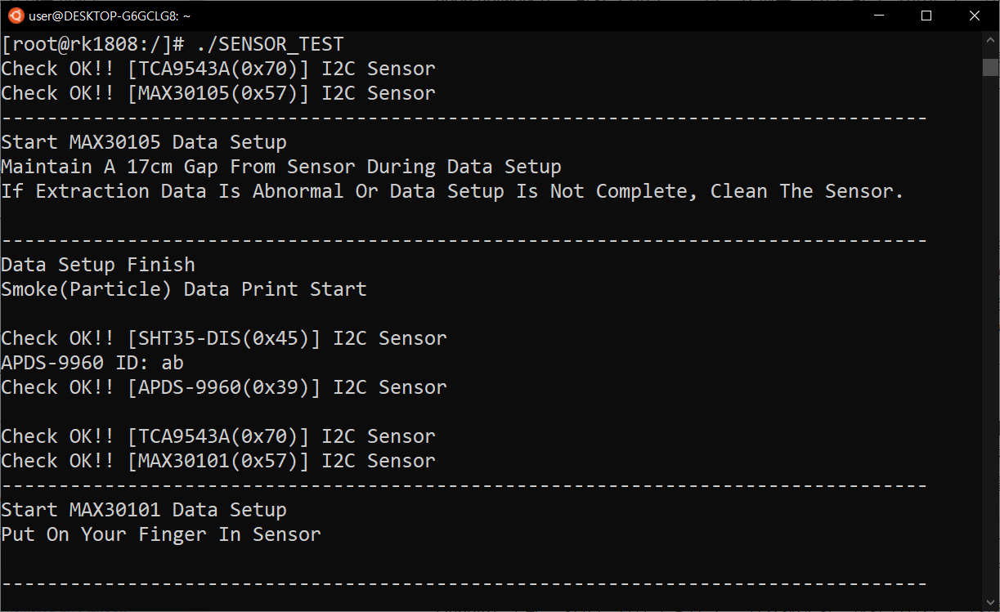 user@DESKTOP-G6GCLG8: ~
[root@rk1808:/]# ./SENSOR_TEST
Check OK!! [TCA9543A(0x70)] I2C Sensor
Check OK!! [MAX30105(0x57)] I2C Sensor
---------------------------------------------------------------------------------
Start MAX30105 Data Setup
Maintain A 17cm Gap From Sensor During Data Setup
If Extraction Data Is Abnormal Or Data Setup Is Not Complete, Clean The Sensor.
---------------------------------------------------------------------------------
Data Setup Finish
Smoke(Particle) Data Print Start
Check OK!! [SHT35-DIS(0x45)] I2C Sensor
APDS-9960 ID: ab
Check OK!! [APDS-9960(0x39)] I2C Sensor
Check OK!! [TCA9543A(0x70)] I2C Sensor
Check OK!! [MAX30101(0x57)] I2C Sensor
---------------------------------------------------------------------------------
Start MAX30101 Data Setup
Put On Your Finger In Sensor
---------------------------------------------------------------------------------